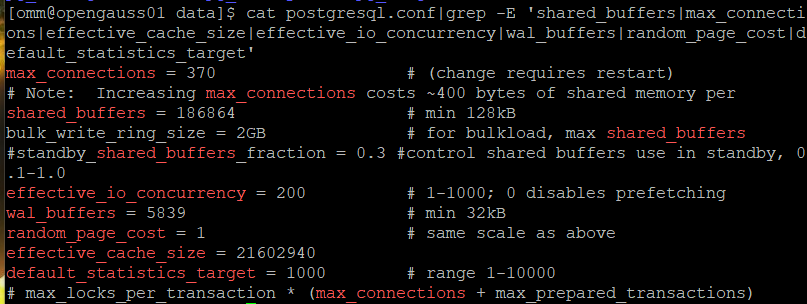 [omm@opengauss01 data]$ cat postgresql.conf|grep -E 'shared_buffers|max_connecti
ons|effective_cache_size|effective_io_concurrency|wal_buffers|random_page_cost|d
efault_statistics_target'
max_connections = 370 # (change requires restart)
# Note:  Increasing max_connections costs ~400 bytes of shared memory per
shared_buffers = 186864 # min 128kB
bulk_write_ring_size = 2GB # for bulkload, max shared_buffers
#standby_shared_buffers_fraction = 0.3 #control shared buffers use in standby, 0
.1-1.0
effective_io_concurrency = 200 # 1-1000; 0 disables prefetching
wal_buffers = 5839 # min 32kB
random_page_cost = 1 # same scale as above
effective_cache_size = 21602940
default_statistics_target = 1000 # range 1-10000
# max_locks_per_transaction * (max_connections + max_prepared_transactions)